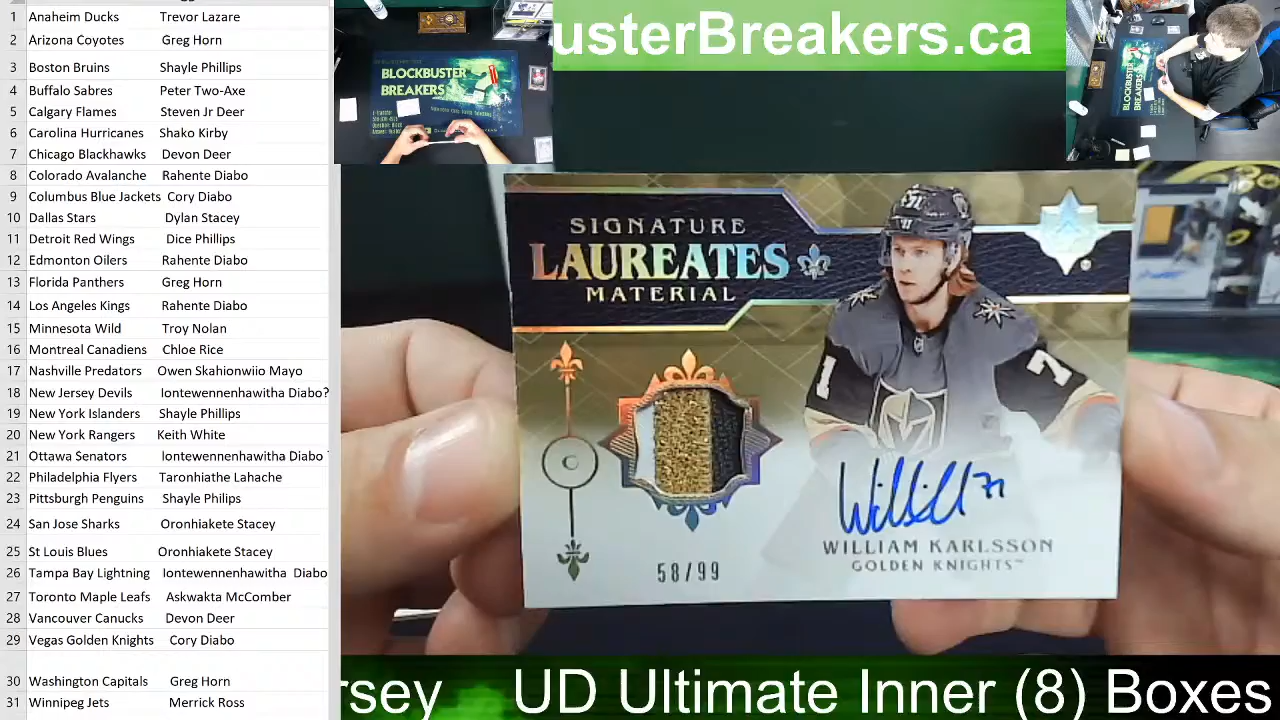 1 Anaheim Ducks Trevor Lazare
2 Arizona Coyotes Greg Horn
3 Boston Bruins Shayle Phillips
4 Buffalo Sabres Peter Two-Axe
5 Calgary Flames Steven Jr Deer
6 Carolina Hurricanes Shako Kirby
7 Chicago Blackhawks Devon Deer
8 Colorado Avalanche Rahente Diabo
9 Columbus Blue Jackets Cory Diabo
10 Dallas Stars Dylan Stacey
11 Detroit Red Wings Dice Phillips
12 Edmonton Oilers Rahente Diabo
13 Florida Panthers Greg Horn
14 Los Angeles Kings Rahente Diabo
15 Minnesota Wild Troy Nolan
16 Montreal Canadiens Chloe Rice
17 Nashville Predators Owen Skahionwiio Mayo
18 New Jersey Devils Iontewennenhawitha Diabo?
19 New York Islanders Shayle Phillips
20 New York Rangers Keith White
21 Ottawa Senators Iontewennenhawitha Diabo
22 Philadelphia Flyers Taronhiathe Lahache
23 Pittsburgh Penguins Shayle Philips
24 San Jose Sharks Oronhiakete Stacey
25 St Louis Blues Oronhiakete Stacey
26 Tampa Bay Lightning Iontewennenhawitha Diabo
27 Toronto Maple Leafs Askwakta McComber
28 Vancouver Canucks Devon Deer
29 Vegas Golden Knights Cory Diabo
30 Washington Capitals Greg Horn
31 Winnipeg Jets Merrick Ross
BLOCKBUSTER
BREAKERS
usterBreakers.ca
BLOCKBUSTER
BREAKERS
SIGNATURE
LAUREATES
MATERIAL
71
1
7
C
58/99
71
WILLIAM KARLSSON
GOLDEN KNIGHTS™
rsey UD Ultimate Inner (8) Boxes